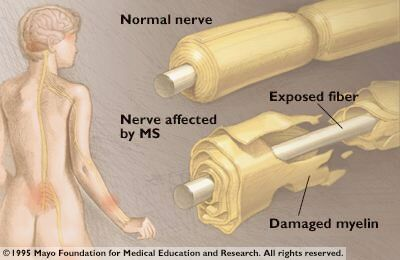 Normal nerve
Exposed fiber
Nerve affected
by MS
Damaged myelin
©1995 Mayo Foundation for Medical Education and Research. All rights reserved.